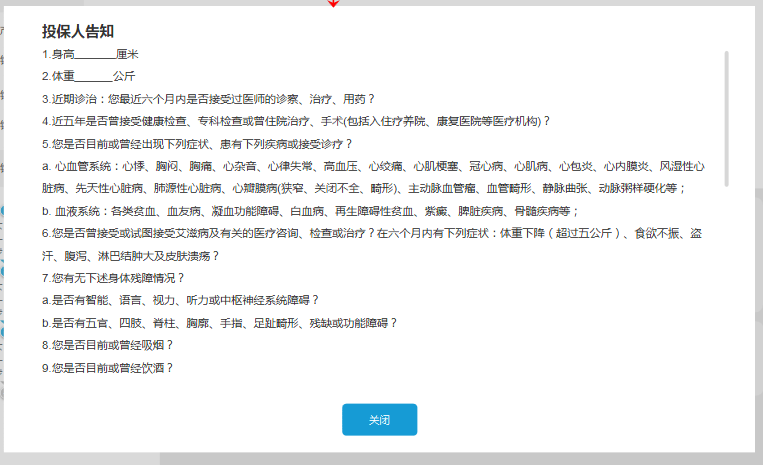 投保人告知
1.身高_______厘米
2.体重______公斤
3.近期诊治：您最近六个月内是否接受过医师的诊察、治疗、用药？
4.近五年是否曾接受健康检查、专科检查或曾住院治疗、手术(包括入住疗养院、康复医院等医疗机构)？
5.您是否目前或曾经出现下列症状、患有下列疾病或接受诊疗？
a. 心血管系统：心悸、胸闷、胸痛、心杂音、心律失常、高血压、心绞痛、心肌梗塞、冠心病、心肌病、心包炎、心内膜炎、风湿性心
脏病、先天性心脏病、肺源性心脏病、心瓣膜病(狭窄、关闭不全、畸形)、主动脉血管瘤、血管畸形、静脉曲张、动脉粥样硬化等；
b. 血液系统：各类贫血、血友病、凝血功能障碍、白血病、再生障碍性贫血、紫癜、脾脏疾病、骨髓疾病等；
6.您是否曾接受或试图接受艾滋病及有关的医疗咨询、检查或治疗？在六个月内有下列症状：体重下降（超过五公斤）、食欲不振、盗
汗、腹泻、淋巴结肿大及皮肤溃疡？
7.您有无下述身体残障情况？
a.是否有智能、语言、视力、听力或中枢神经系统障碍？
b.是否有五官、四肢、脊柱、胸廓、手指、足趾畸形、残缺或功能障碍？
8.您是否目前或曾经吸烟？
9.您是否目前或曾经饮酒？
关闭